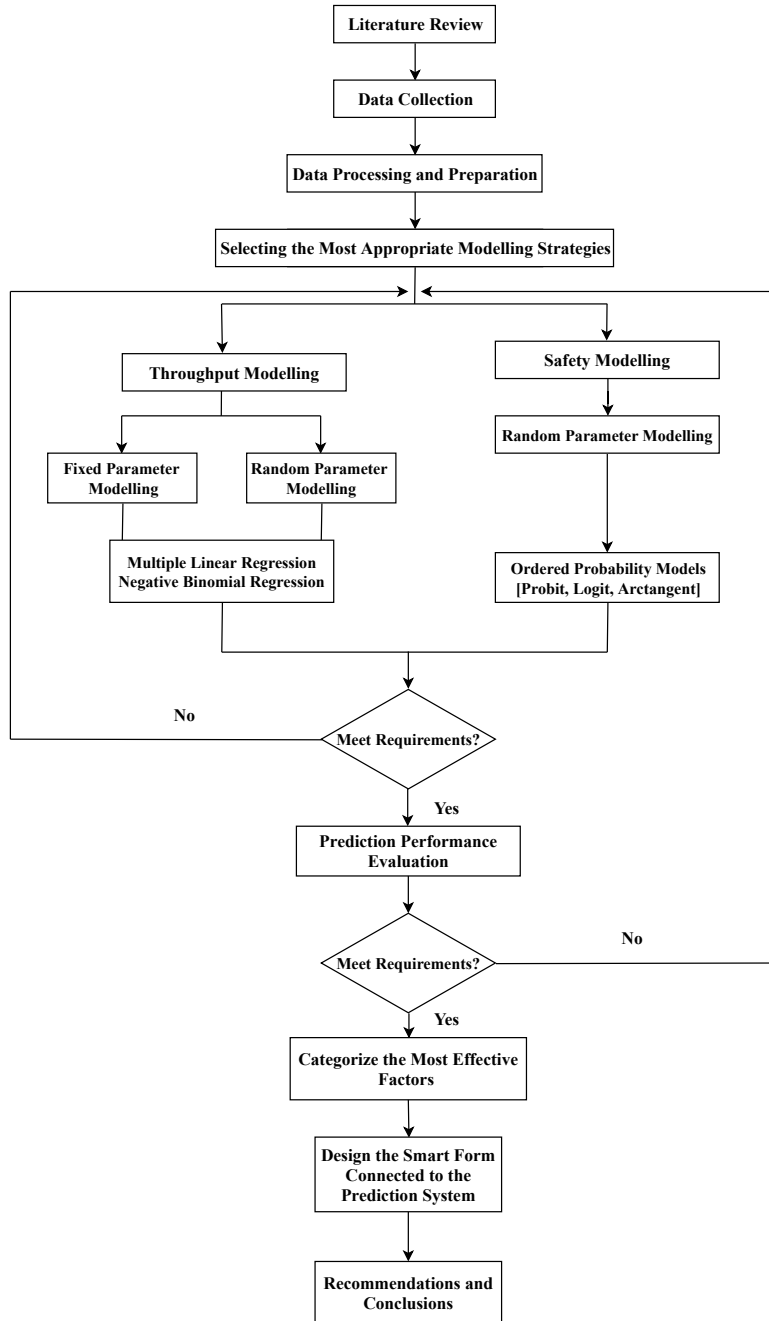 Literature Review
Data Collection
Data Processing and Preparation
Selecting the Most Appropriate Modelling Strategies
Throughput Modelling
Safety Modelling
Fixed Parameter
Modelling
Random Parameter
Modelling
Random Parameter Modelling
Multiple Linear Regression
Negative Binomial Regression
Ordered Probability Models
[Probit, Logit, Arctangent]
No
Meet Requirements?
Yes
Prediction Performance
Evaluation
No
Meet Requirements?
Yes
Categorize the Most Effective
Factors
Design the Smart Form
Connected to the
Prediction System
Recommendations and
Conclusions